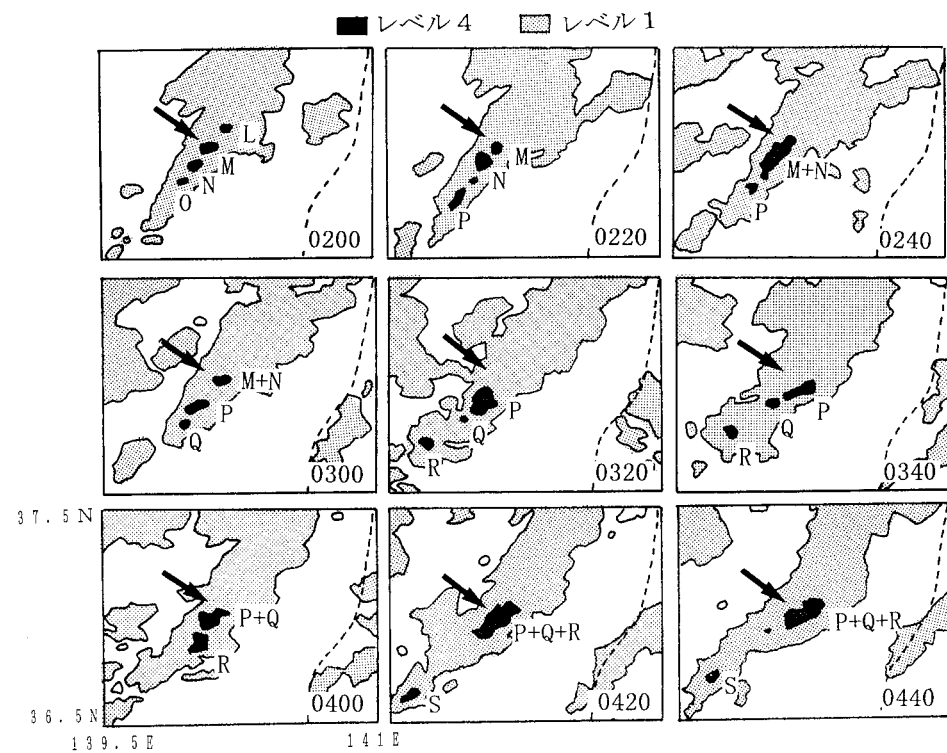 レベル4 レベル1
L
M
N
O
0200
M
N
P
0220
M+N
P
0240
M+N
P
Q
0300
P
Q
R
0320
P
Q
R
0340
37.5N
P+Q
R
0400
P+Q+R
S
0420
P+Q+R
S
0440
36.5N
139.5E 141E